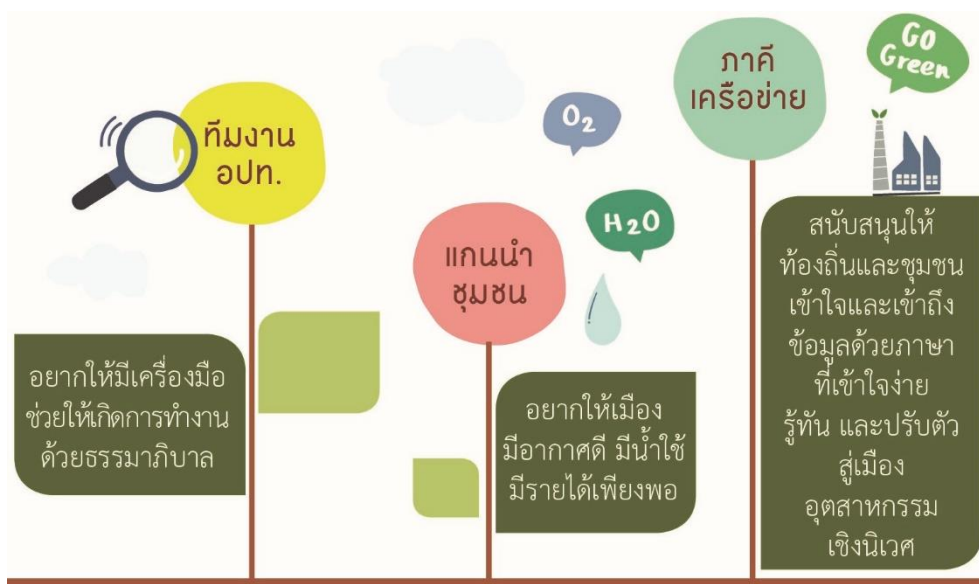 ทีมงาน
อปท.
อยากให้มีเครื่องมือ
ช่วยให้เกิดการทำงาน
ด้วยธรรมาภิบาล
แกนนำ
ชุมชน
O2
H2O
อยากให้เมือง
มีอากาศดี มีน้ำใช้
มีรายได้เพียงพอ
ภาคี
เครือข่าย
GO
Green
สนับสนุนให้
ท้องถิ่นและชุมชน
เข้าใจและเข้าถึง
ข้อมูลด้วยภาษา
ที่เข้าใจง่าย
รู้ทัน และปรับตัว
สู่เมือง
อุตสาหกรรม
เชิงนิเวศ